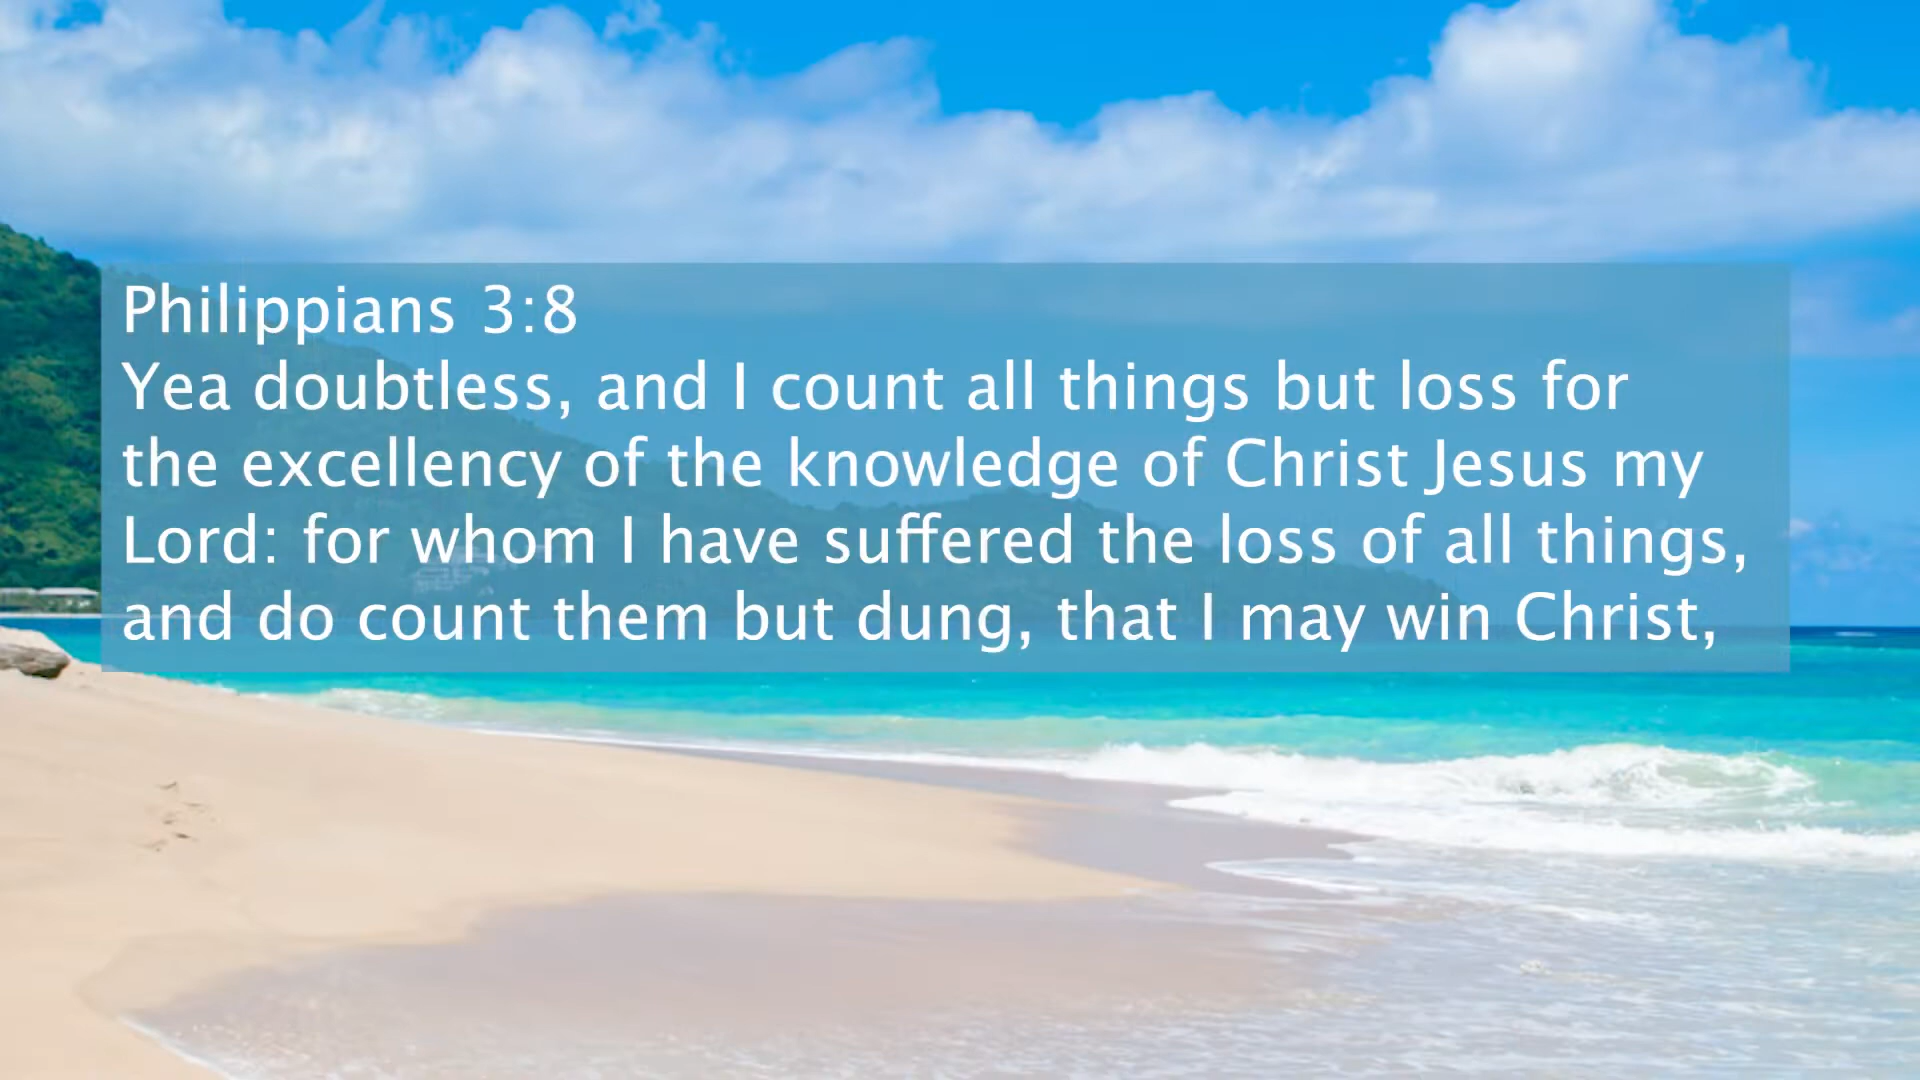 Philippians 3:8
Yea doubtless, and I count all things but loss for
the excellency of the knowledge of Christ Jesus my
Lord: for whom I have suffered the loss of all things,
and do count them but dung, that I may win Christ,